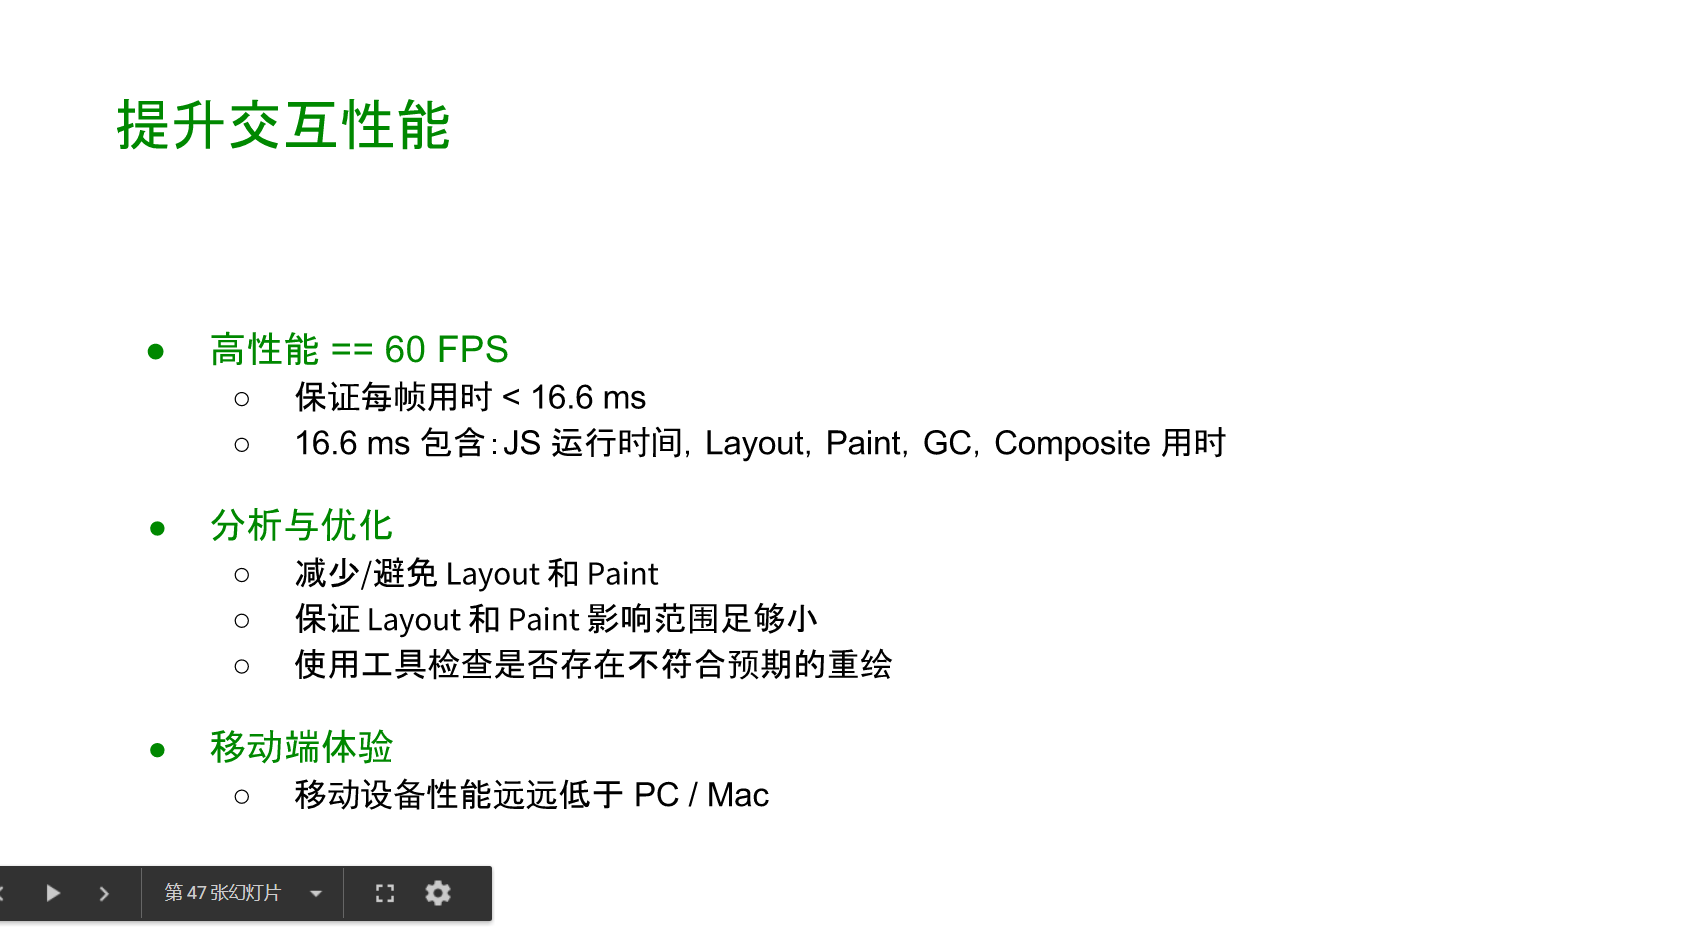 提升交互性能
● 高性能 == 60 FPS
○ 保证每帧用时 < 16.6 ms
○ 16.6 ms 包含：JS 运行时间，Layout，Paint，GC，Composite 用时
● 分析与优化
○ 减少/避免 Layout 和 Paint
○ 保证 Layout 和 Paint 影响范围足够小
○ 使用工具检查是否存在不符合预期的重绘
● 移动端体验
○ 移动设备性能远远低于 PC / Mac
第 47 张幻灯片